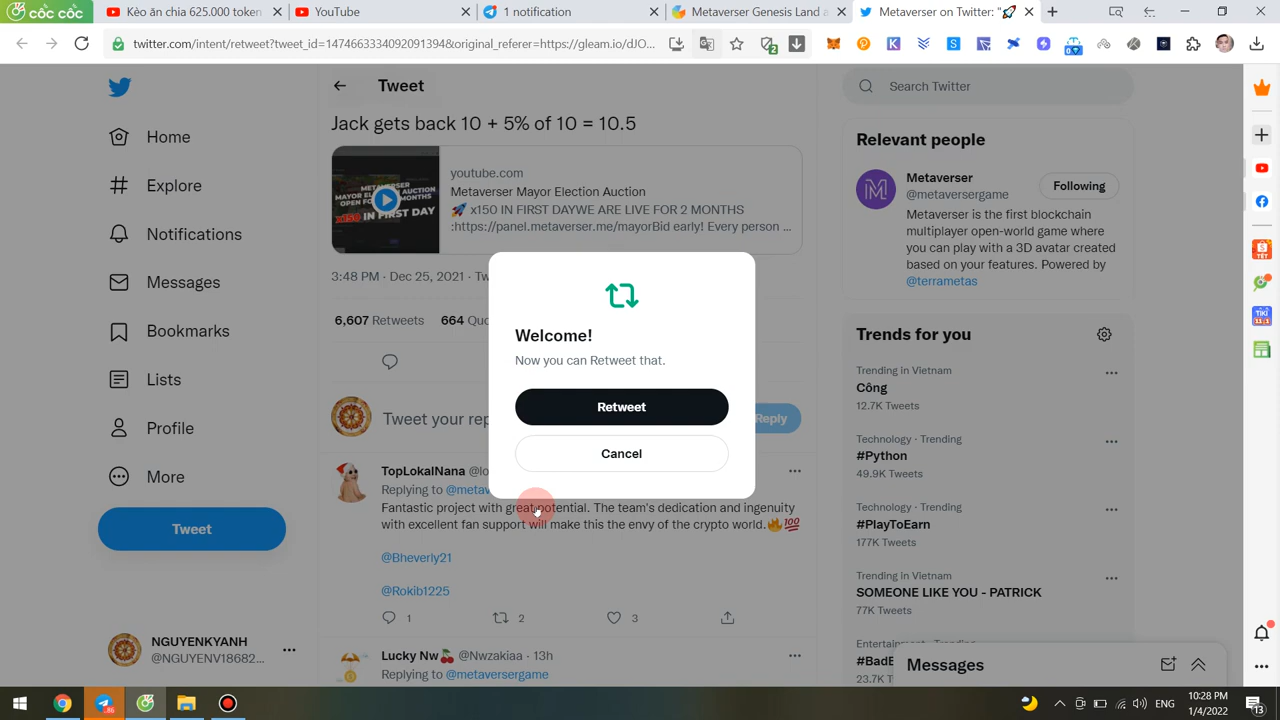 cốc cốc
Kèo ăn chia 625.000 token
YouTube
1 notification
Metaverser:Genesis Land a
Metaverser on Twitter: "🚀
twitter.com/intent/retweet?tweet_id=1474663334092091394&original_referer=https://gleam.io/dJO...
Tweet
Search Twitter
Home
Explore
Notifications
Messages
Bookmarks
Lists
Profile
More
Tweet
NGUYENKYANH
@NGUYENV18682...
Jack gets back 10 + 5% of 10 = 10.5
METAVERSER
youtube.com
Metaverser Mayor Election Auction
🚀 x150 IN FIRST DAYWE ARE LIVE FOR 2 MONTHS
:https://panel.metaverser.me/mayorBid early! Every person ...
3:48 PM · Dec 25, 2021 ·
6,607 Retweets 664
Welcome!
Now you can Retweet that.
Retweet
Cancel
Tweet your rep
Reply
TopLokalNana
Replying to
Fantastic project with great potential. The team's dedication and ingenuity
with excellent fan support will make this the envy of the crypto world.🔥💯
@Bheverly21
@Rokib1225
1 2 3
Lucky Nw🍒 @Nwzakiaa · 13h
Replying to @metaversergame
Relevant people
Metaverser
@metaversergame
Following
Metaverser is the first blockchain
multiplayer open-world game where
you can play with a 3D avatar created
based on your features. Powered by
@terrametas
Trends for you
Trending in Vietnam
Công
12.7K Tweets
Technology · Trending
#Python
49.9K Tweets
Technology · Trending
#PlayToEarn
177K Tweets
Trending in Vietnam
SOMEONE LIKE YOU - PATRICK
77K Tweets
Messages
ENG
10:28 PM
1/4/2022